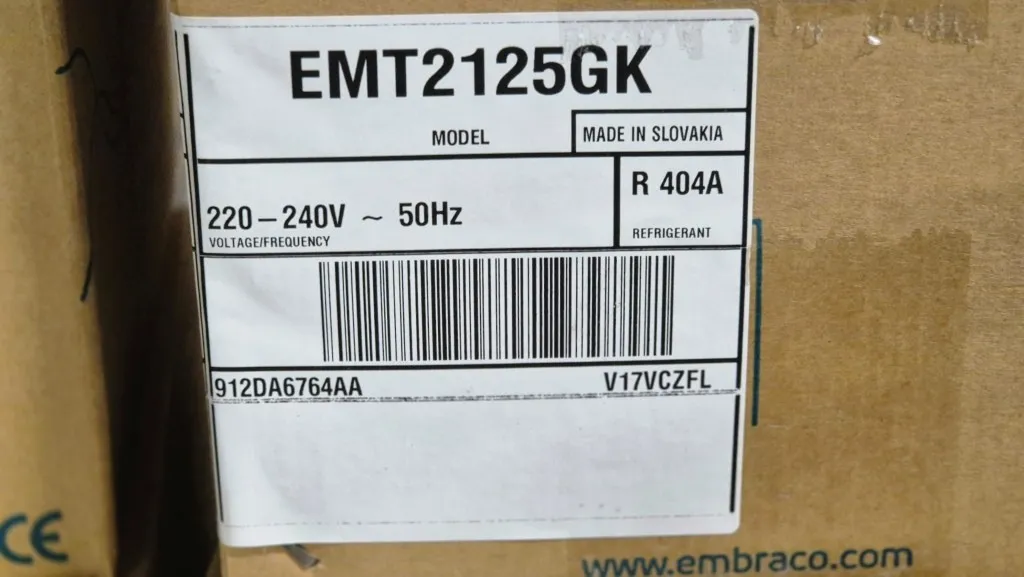 EMT2125GK
MODEL
MADE IN SLOVAKIA
220-240V ~ 50Hz
VOLTAGE/FREQUENCY
R 404A
REFRIGERANT
912DA6764AA
V17VCZFL
CE
www.embraco.com